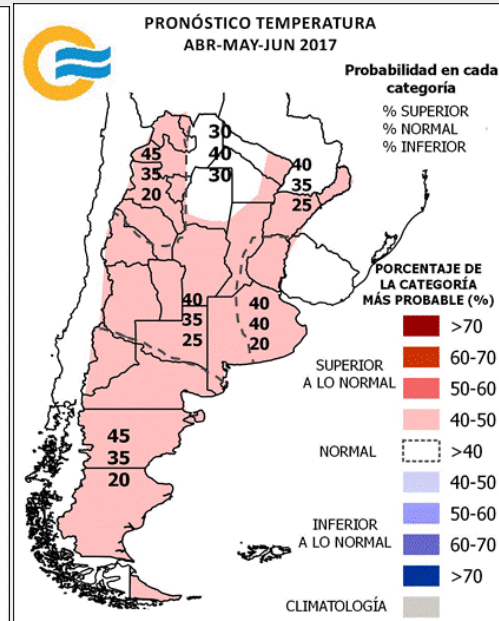 PRONÓSTICO TEMPERATURA
ABR-MAY-JUN 2017
Probabilidad en cada
categoría
% SUPERIOR
% NORMAL
% INFERIOR
30
40
30
45
35
20
40
35
25
40
35
25
40
40
20
45
35
20
PORCENTAJE DE
LA CATEGORÍA
MÁS PROBABLE (%)
SUPERIOR
A LO NORMAL
>70
60-70
50-60
40-50
NORMAL
>40
INFERIOR
A LO NORMAL
40-50
50-60
60-70
>70
CLIMATOLOGÍA